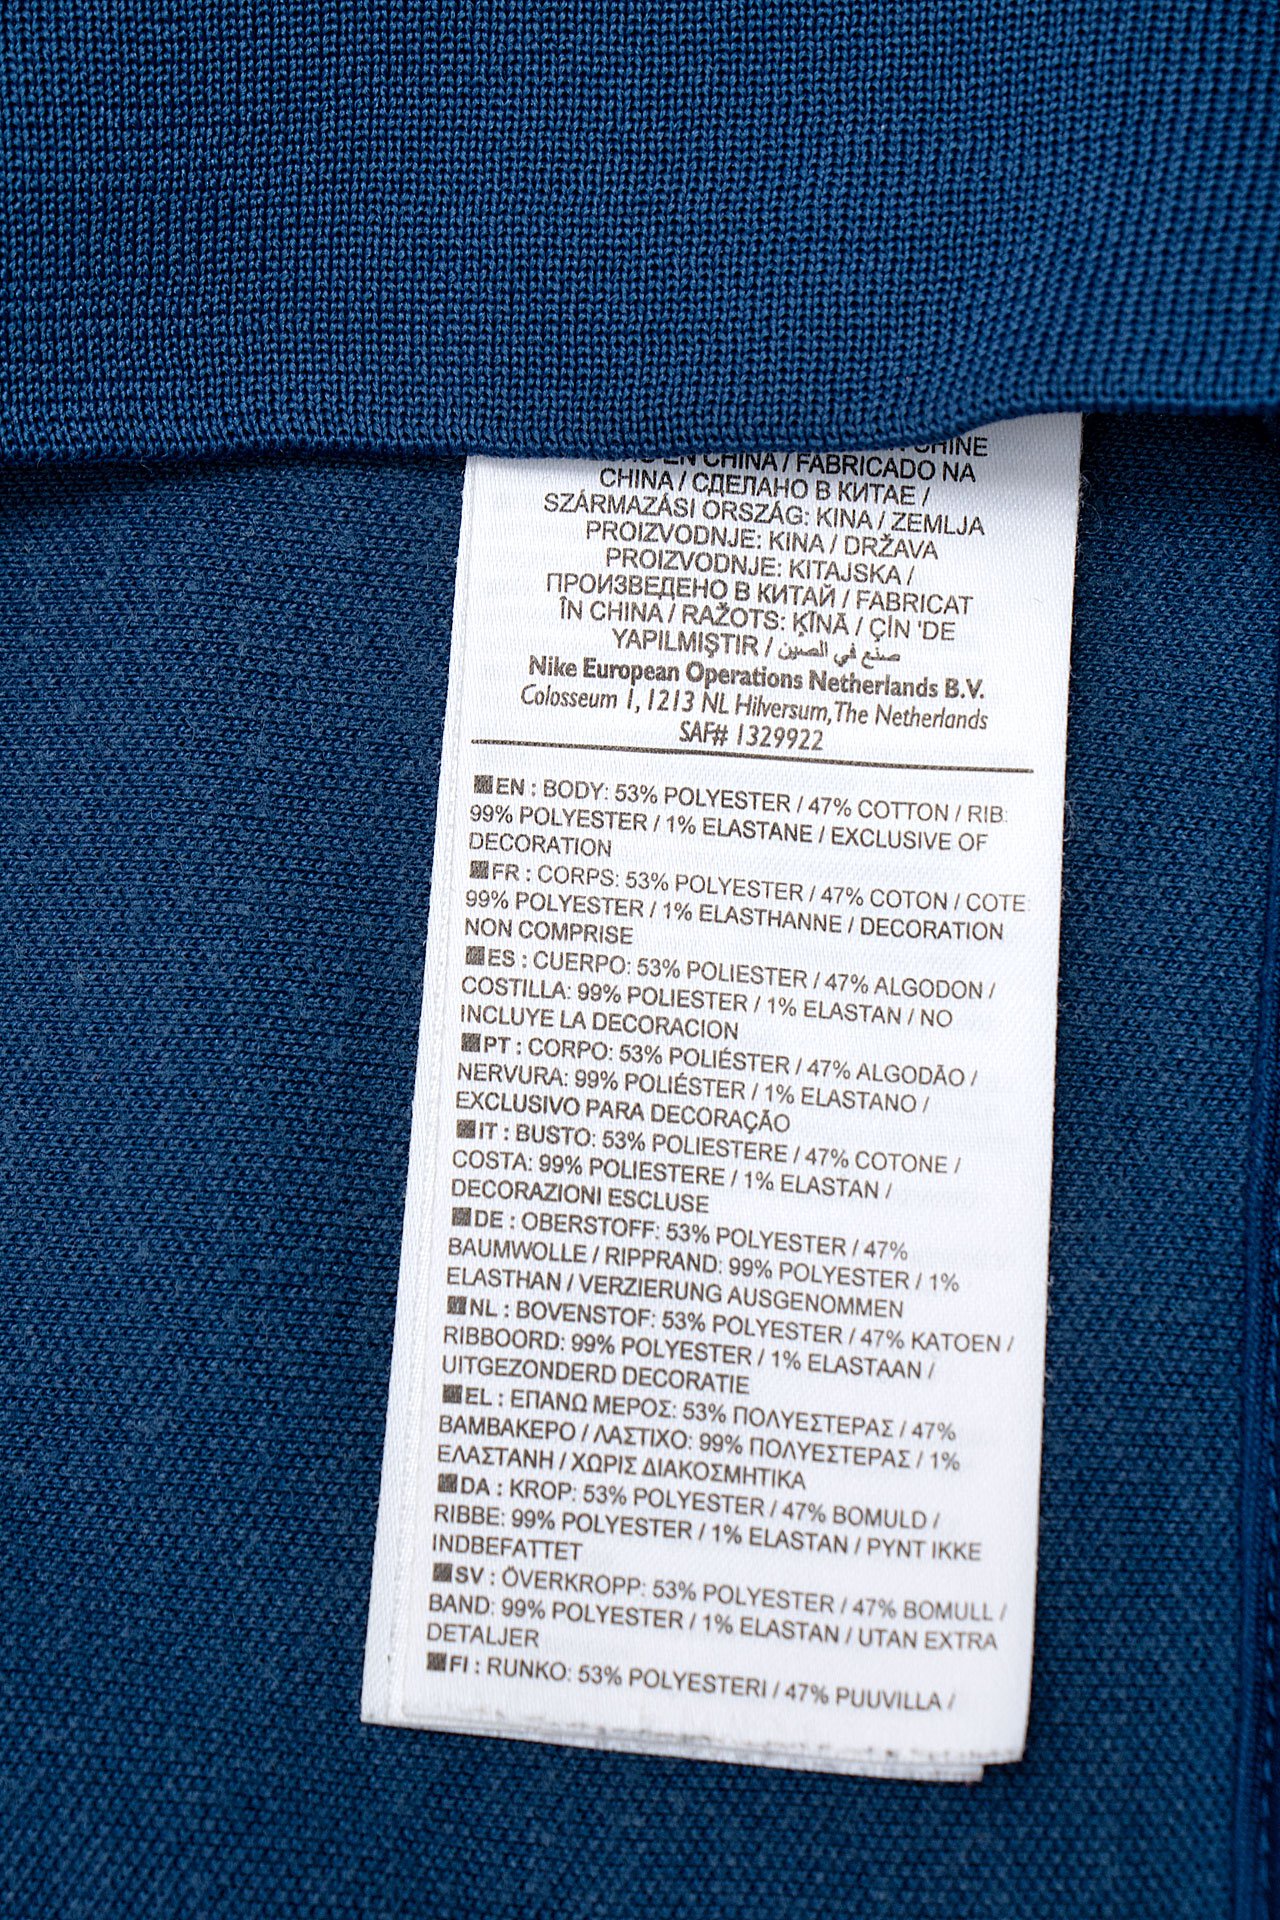 CHINE
EN CHINA / FABRICADO NA
CHINA / СДЕЛАНО В КИТАЕ /
SZÁRMAZÁSI ORSZÁG: KINA / ZEMLJA
PROIZVODNJE: KINA / DRŽAVA
PROIZVODNJE: KITAJSKA /
ПРОИЗВЕДЕНО В КИТАЙ / FABRICAT
ÎN CHINA / RAŽOTS: ĶĪNĀ / ÇİN 'DE
YAPILMIŞTIR / صنع في الصين
Nike European Operations Netherlands B.V.
Colosseum 1, 1213 NL Hilversum, The Netherlands
SAF# 1329922
EN : BODY: 53% POLYESTER / 47% COTTON / RIB:
99% POLYESTER / 1% ELASTANE / EXCLUSIVE OF
DECORATION
FR : CORPS: 53% POLYESTER / 47% COTON / COTE:
99% POLYESTER / 1% ELASTHANNE / DECORATION
NON COMPRISE
ES : CUERPO: 53% POLIESTER / 47% ALGODON /
COSTILLA: 99% POLIESTER / 1% ELASTAN / NO
INCLUYE LA DECORACION
PT : CORPO: 53% POLIÉSTER / 47% ALGODÃO /
NERVURA: 99% POLIÉSTER / 1% ELASTANO /
EXCLUSIVO PARA DECORAÇÃO
IT : BUSTO: 53% POLIESTERE / 47% COTONE /
COSTA: 99% POLIESTERE / 1% ELASTAN /
DECORAZIONI ESCLUSE
DE : OBERSTOFF: 53% POLYESTER / 47%
BAUMWOLLE / RIPPRAND: 99% POLYESTER / 1%
ELASTHAN / VERZIERUNG AUSGENOMMEN
NL : BOVENSTOF: 53% POLYESTER / 47% KATOEN /
RIBBOORD: 99% POLYESTER / 1% ELASTAAN /
UITGEZONDERD DECORATIE
EL : ΕΠΑΝΩ ΜΕΡΟΣ: 53% ΠΟΛΥΕΣΤΕΡΑΣ / 47%
ΒΑΜΒΑΚΕΡΟ / ΛΑΣΤΙΧΟ: 99% ΠΟΛΥΕΣΤΕΡΑΣ / 1%
ΕΛΑΣΤΑΝΗ / ΧΩΡΙΣ ΔΙΑΚΟΣΜΗΤΙΚΑ
DA : KROP: 53% POLYESTER / 47% BOMULD /
RIBBE: 99% POLYESTER / 1% ELASTAN / PYNT IKKE
INDBEFATTET
SV : ÖVERKROPP: 53% POLYESTER / 47% BOMULL /
BAND: 99% POLYESTER / 1% ELASTAN / UTAN EXTRA
DETALJER
FI : RUNKO: 53% POLYESTERI / 47% PUUVILLA /